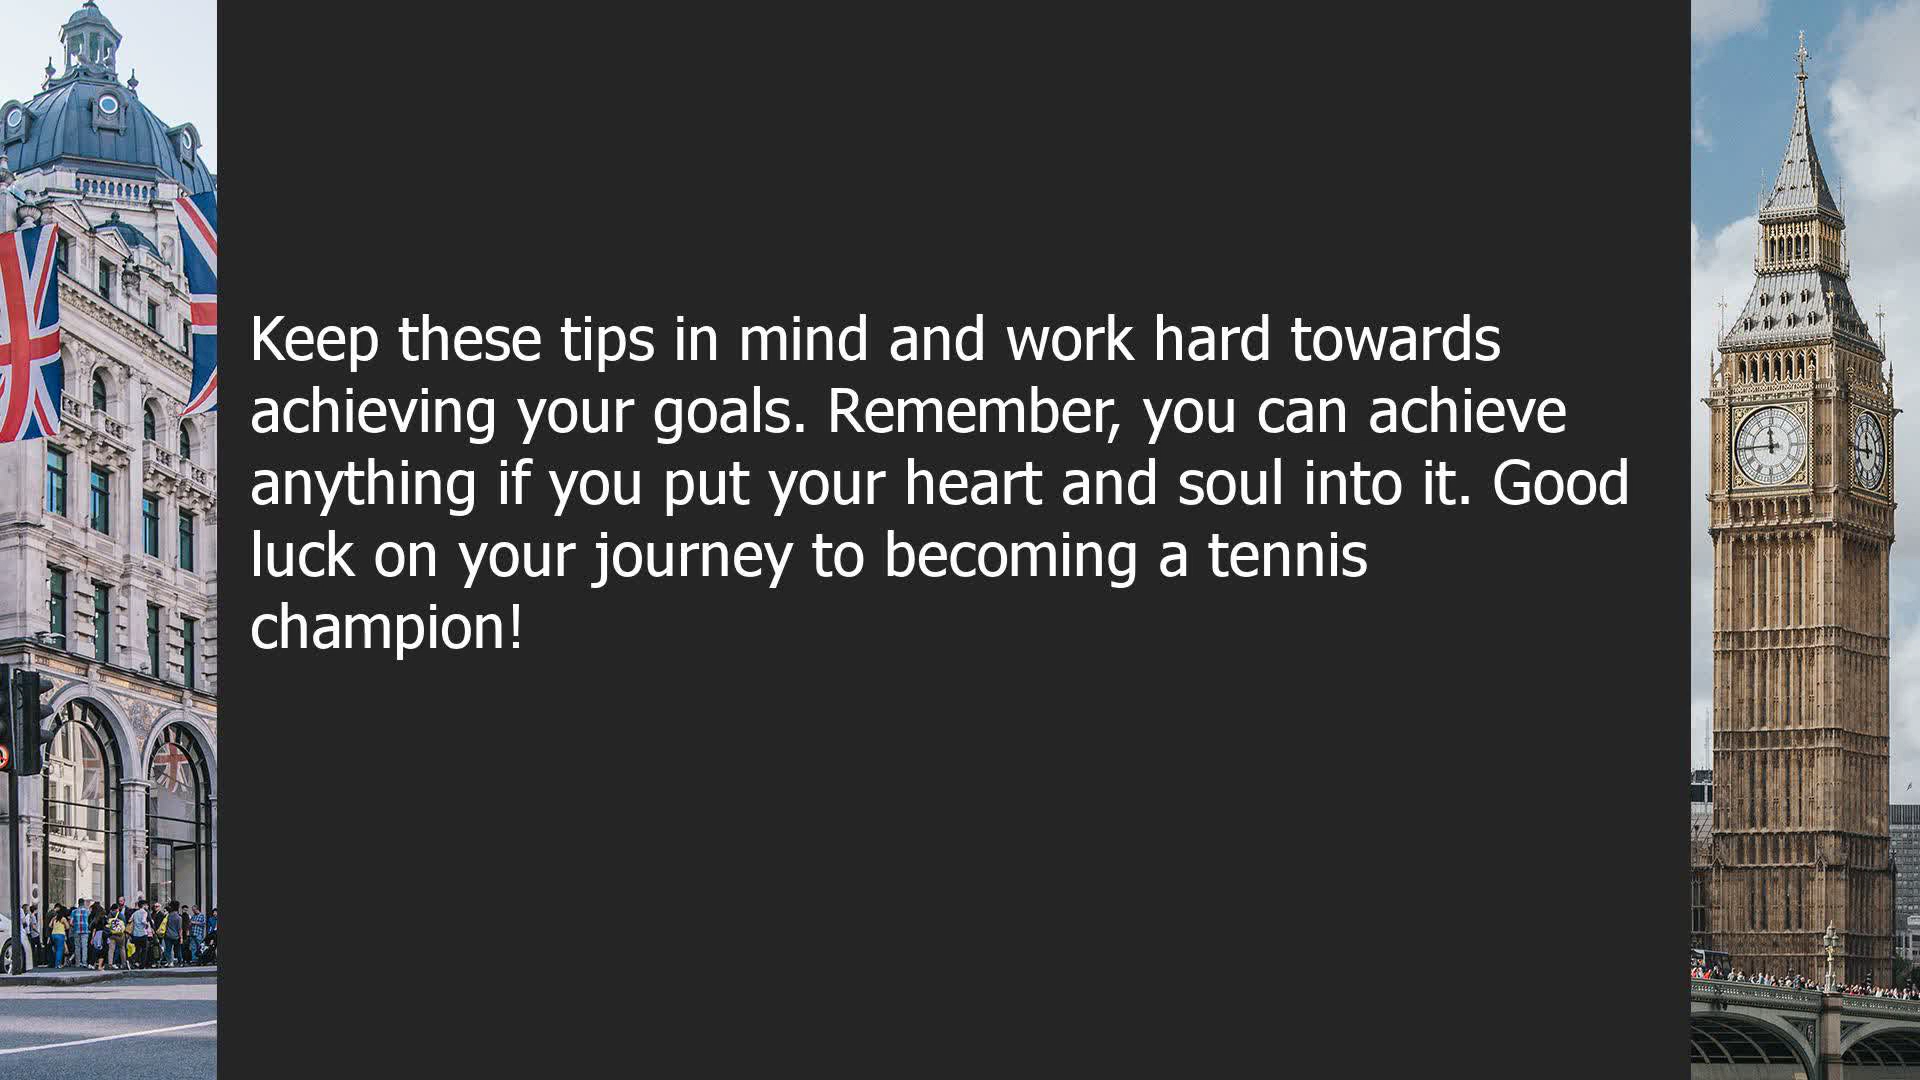 Keep these tips in mind and work hard towards
achieving your goals. Remember, you can achieve
anything if you put your heart and soul into it. Good
luck on your journey to becoming a tennis
champion!